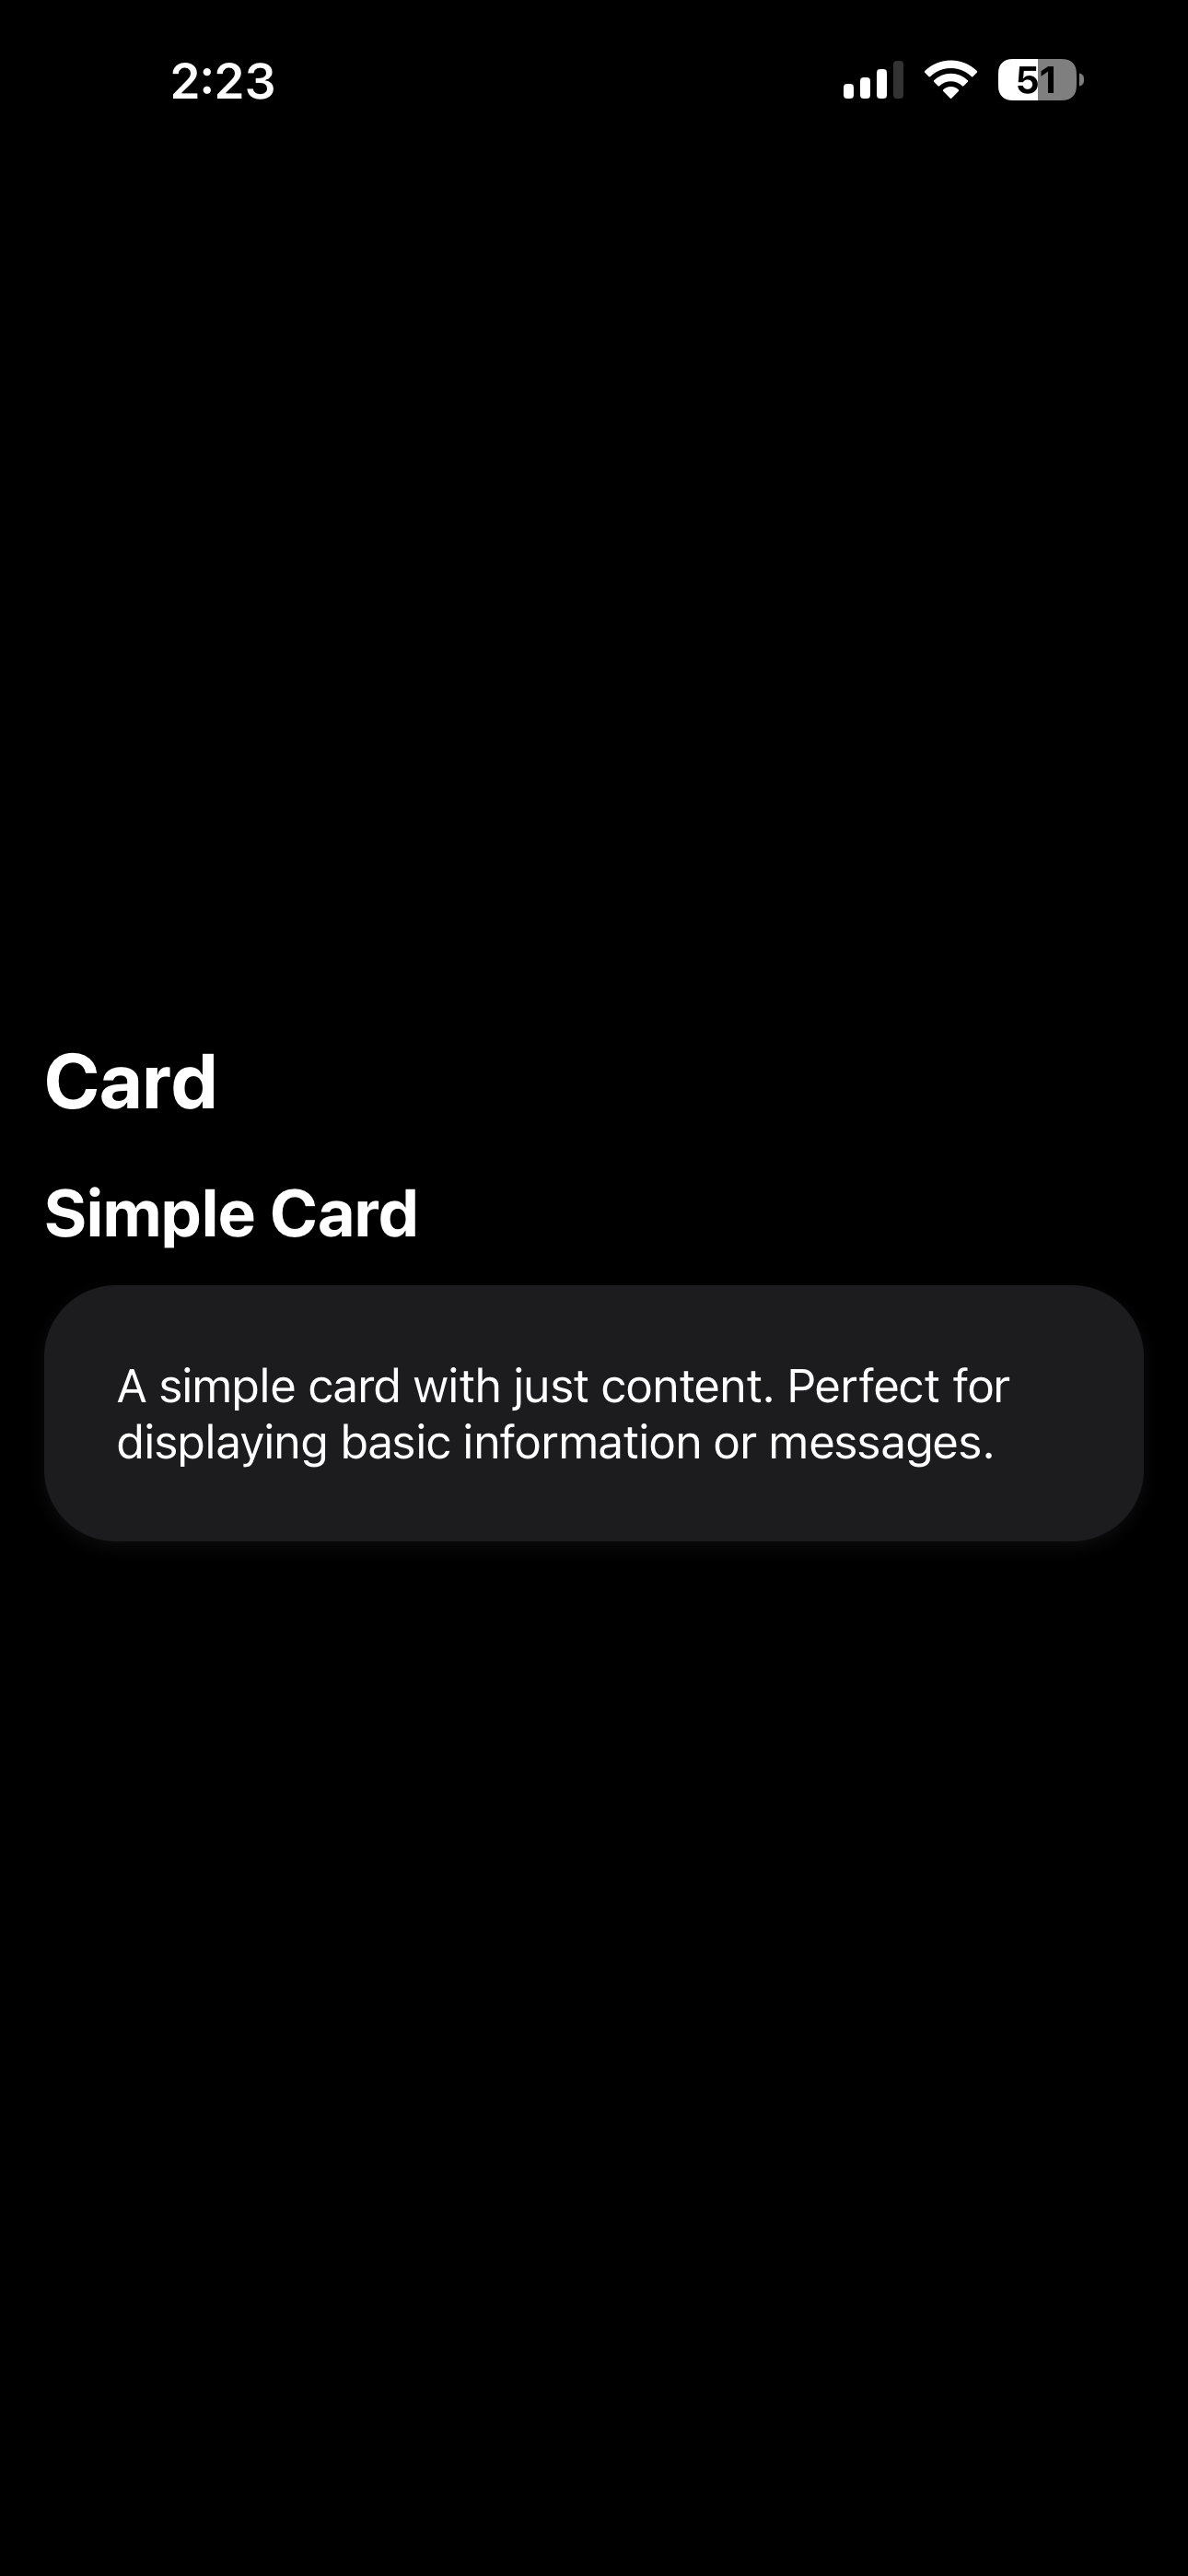 2:23
51
Card
Simple Card
A simple card with just content. Perfect for
displaying basic information or messages.